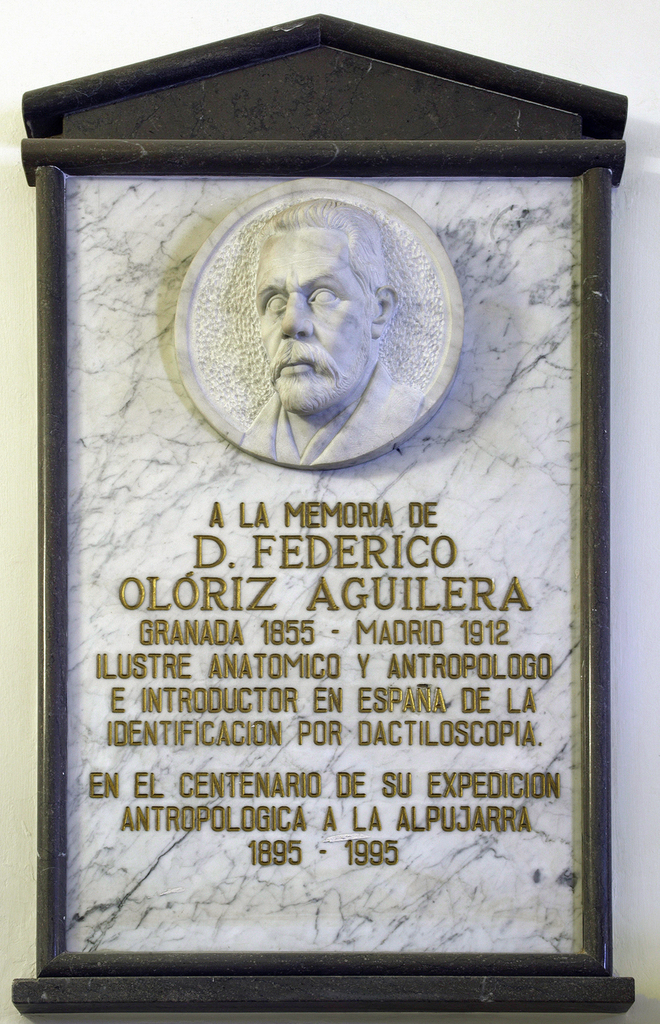 A LA MEMORIA DE
D. FEDERICO
OLÓRIZ AGUILERA
GRANADA 1855 - MADRID 1912
ILUSTRE ANATOMICO Y ANTROPOLOGO
E INTRODUCTOR EN ESPAÑA DE LA
IDENTIFICACION POR DACTILOSCOPIA.
EN EL CENTENARIO DE SU EXPEDICION
ANTROPOLOGICA A LA ALPUJARRA
1895 - 1995